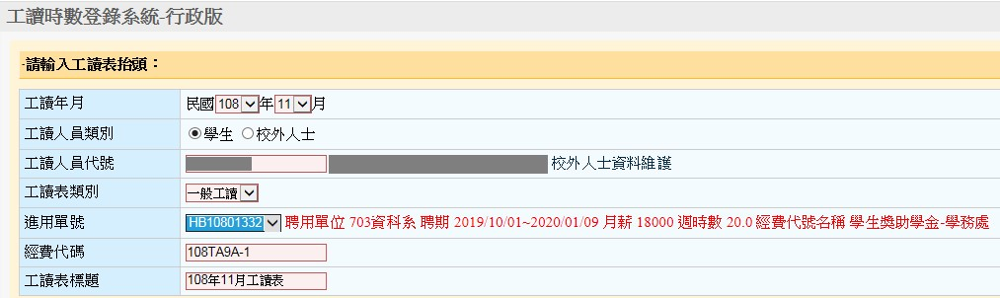 工讀時數登錄系統-行政版
-請輸入工讀表抬頭：
工讀年月 民國 108 年 11 月
工讀人員類別 學生 校外人士
工讀人員代號 校外人士資料維護
工讀表類別 一般工讀
進用單號 HB10801332 聘用單位 703資科系 聘期 2019/10/01~2020/01/09 月薪 18000 週時數 20.0 經費代號名稱 學生獎助學金-學務處
經費代碼 108TA9A-1
工讀表標題 108年11月工讀表